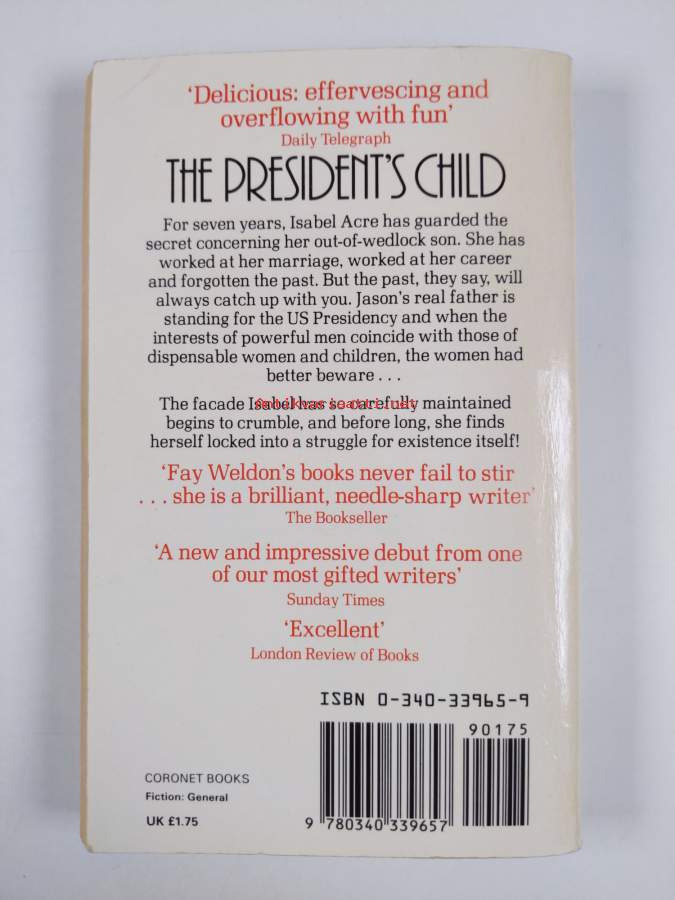 ‘Delicious: effervescing and
overflowing with fun’
Daily Telegraph
THE PRESIDENT'S CHILD
For seven years, Isabel Acre has guarded the
secret concerning her out-of-wedlock son. She has
worked at her marriage, worked at her career
and forgotten the past. But the past, they say, will
always catch up with you. Jason’s real father is
standing for the US Presidency and when the
interests of powerful men coincide with those of
dispensable women and children, the women had
better beware . . .
The facade Isabel has so carefully maintained
Antikvariaatti.net
begins to crumble, and before long, she finds
herself locked into a struggle for existence itself!
‘Fay Weldon’s books never fail to stir
. . . she is a brilliant, needle-sharp writer’
The Bookseller
‘A new and impressive debut from one
of our most gifted writers’
Sunday Times
‘Excellent’
London Review of Books
ISBN 0-340-33965-9
90175
CORONET BOOKS
Fiction: General
UK £1.75
9 780340 339657